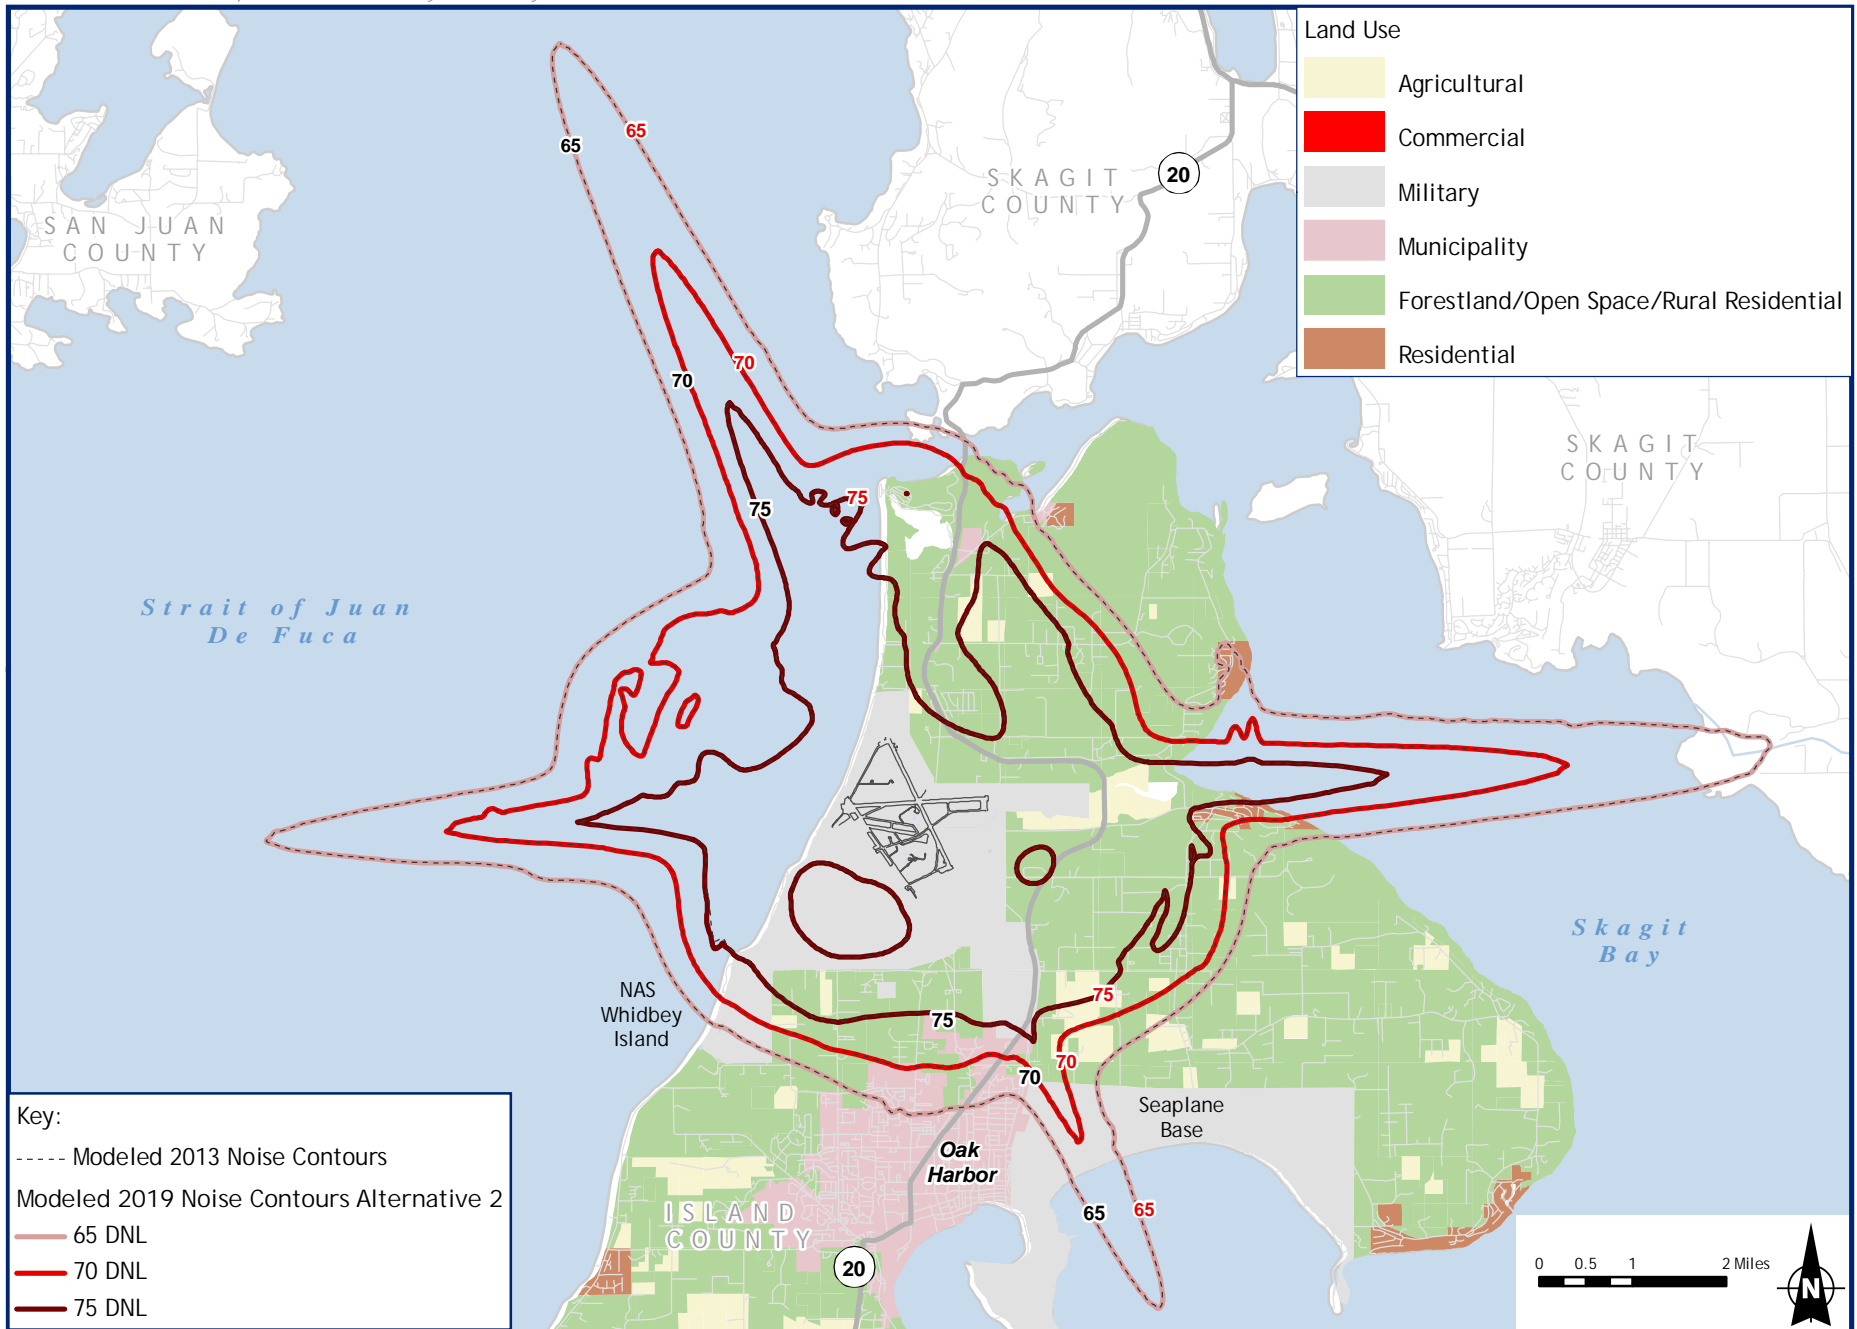 Land Use
Agricultural
Commercial
Military
Municipality
Forestland/Open Space/Rural Residential
Residential
65
65
SKAGIT
COUNTY
20
SAN JUAN
COUNTY
70
70
SKAGIT
COUNTY
75
75
Strait of Juan
De Fuca
Skagit
Bay
NAS
Whidbey
Island
75
75
70
70
Seaplane
Base
Oak
Harbor
65
65
ISLAND
COUNTY
20
Key:
Modeled 2013 Noise Contours
Modeled 2019 Noise Contours Alternative 2
65 DNL
70 DNL
75 DNL
0 0.5 1 2 Miles
N